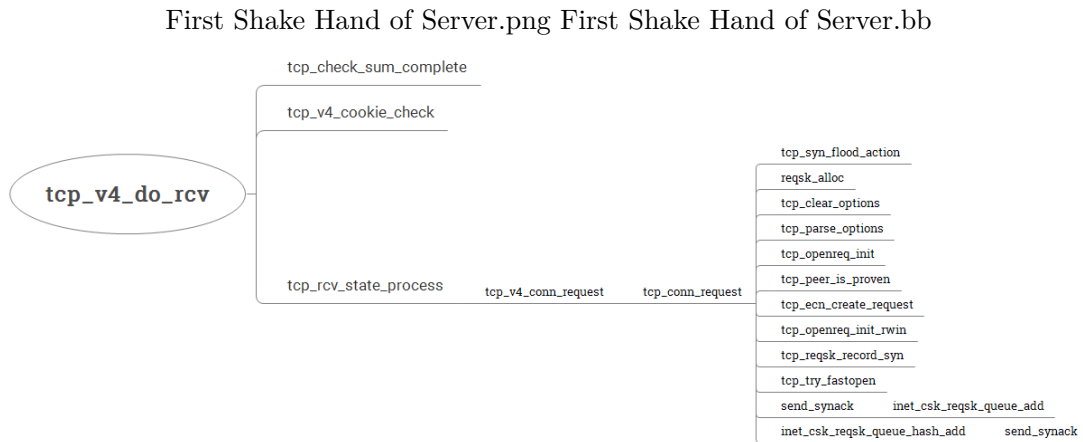 First Shake Hand of Server.png First Shake Hand of Server.bb
tcp_check_sum_complete
tcp_v4_cookie_check
tcp_v4_do_rcv
tcp_rcv_state_process
tcp_v4_conn_request
tcp_conn_request
tcp_syn_flood_action
reqsk_alloc
tcp_clear_options
tcp_parse_options
tcp_openreq_init
tcp_peer_is_proven
tcp_ecn_create_request
tcp_openreq_init_rwin
tcp_reqsk_record_syn
tcp_try_fastopen
send_synack inet_csk_reqsk_queue_add
inet_csk_reqsk_queue_hash_add send_synack